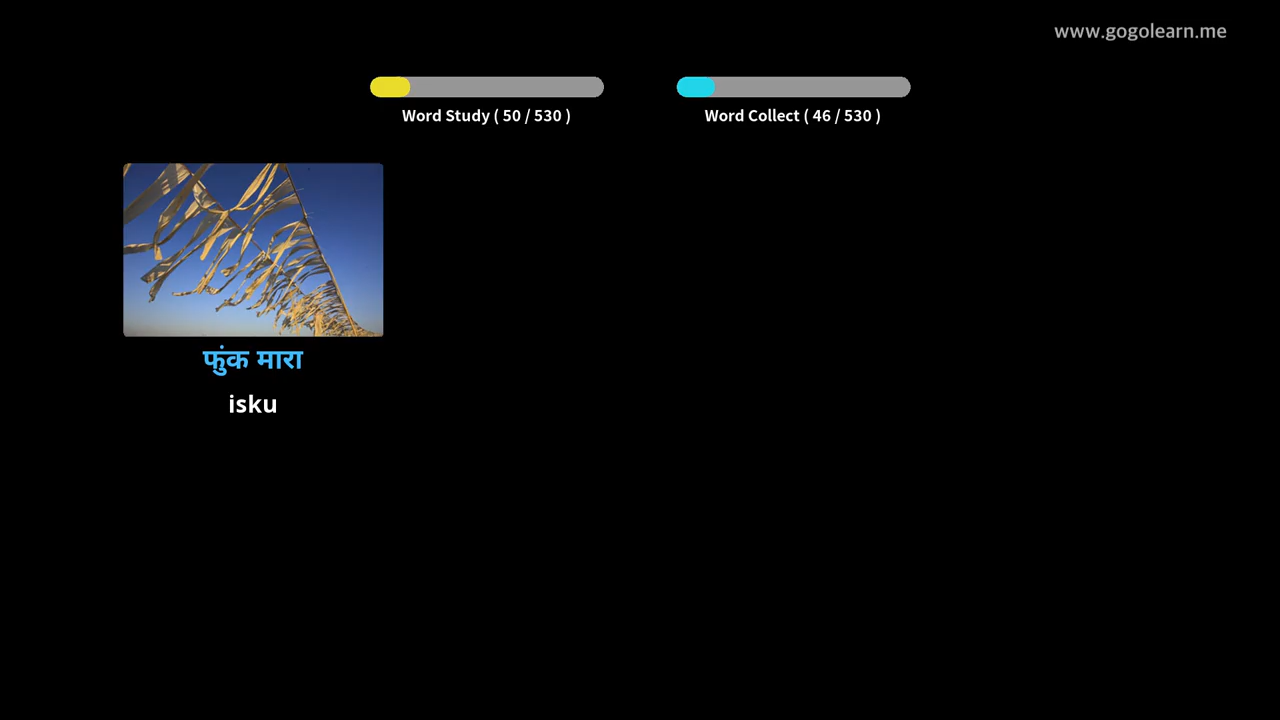 www.gogolearn.me
Word Study ( 50 / 530 )
Word Collect ( 46 / 530 )
फुंक मारा
isku